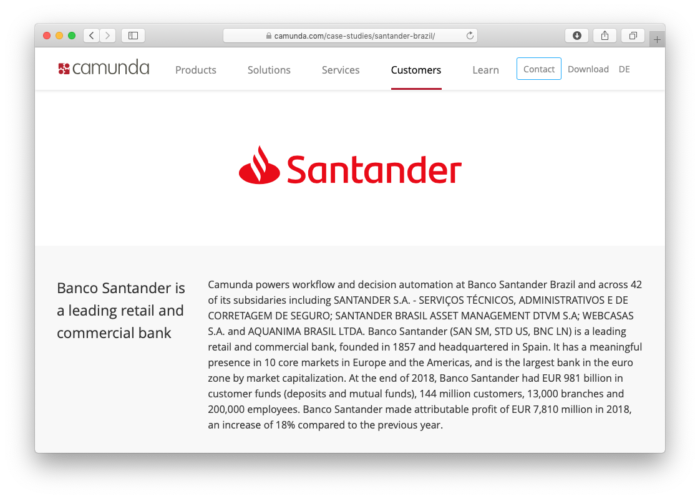 camunda.com/case-studies/santander-brazil/
camunda
Products
Solutions
Services
Customers
Learn
Contact
Download
DE
Santander
Banco Santander is
a leading retail and
commercial bank
Camunda powers workflow and decision automation at Banco Santander Brazil and across 42
of its subsidaries including SANTANDER S.A. - SERVIÇOS TÉCNICOS, ADMINISTRATIVOS E DE
CORRETAGEM DE SEGURO; SANTANDER BRASIL ASSET MANAGEMENT DTVM S.A; WEBCASAS
S.A. and AQUANIMA BRASIL LTDA. Banco Santander (SAN SM, STD US, BNC LN) is a leading
retail and commercial bank, founded in 1857 and headquartered in Spain. It has a meaningful
presence in 10 core markets in Europe and the Americas, and is the largest bank in the euro
zone by market capitalization. At the end of 2018, Banco Santander had EUR 981 billion in
customer funds (deposits and mutual funds), 144 million customers, 13,000 branches and
200,000 employees. Banco Santander made attributable profit of EUR 7,810 million in 2018,
an increase of 18% compared to the previous year.